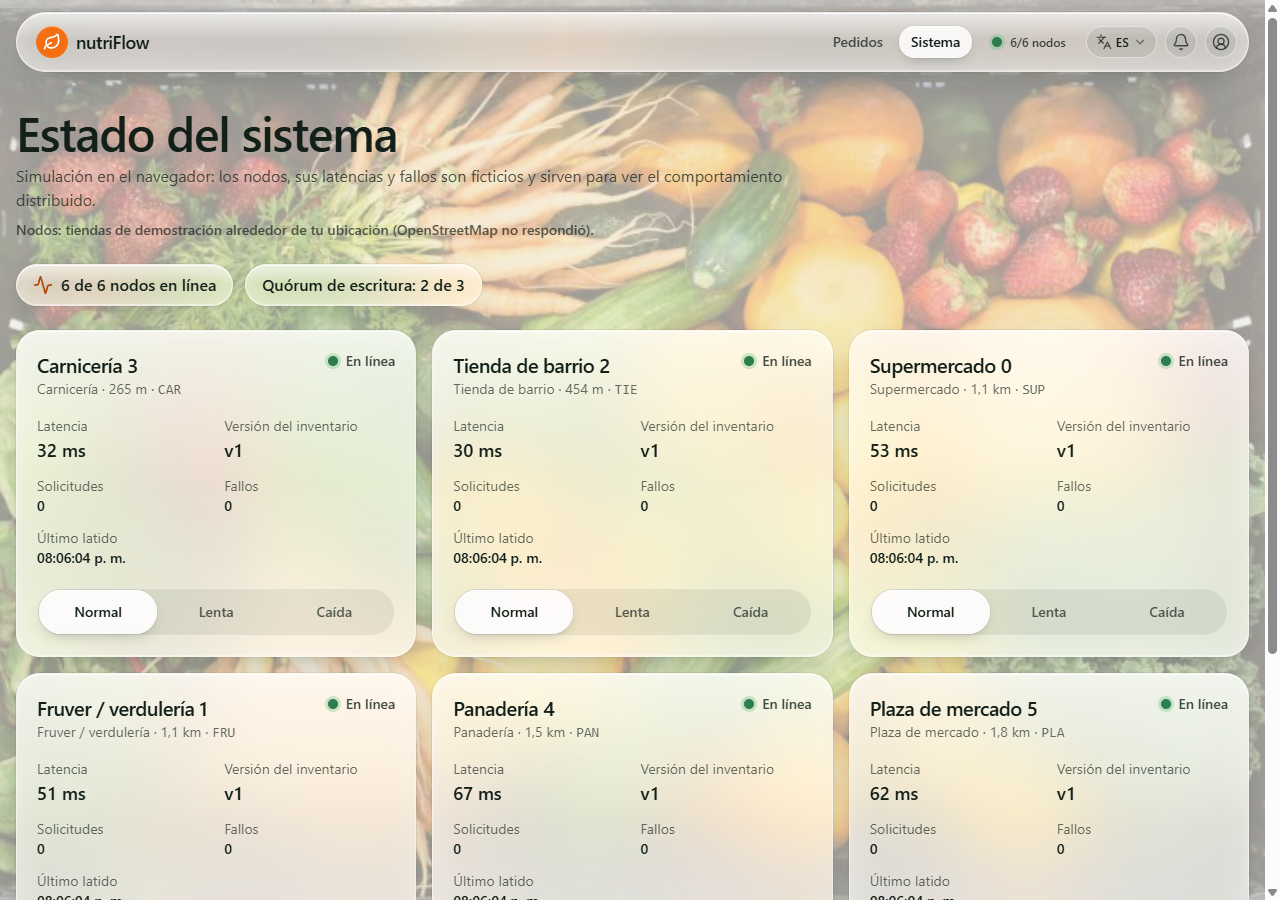 nutriFlow
Pedidos
Sistema
6/6 nodos
ES
Estado del sistema
Simulación en el navegador: los nodos, sus latencias y fallos son ficticios y sirven para ver el comportamiento
distribuido.
Nodos: tiendas de demostración alrededor de tu ubicación (OpenStreetMap no respondió).
6 de 6 nodos en línea
Quórum de escritura: 2 de 3
Carnicería 3
En línea
Carnicería · 265 m · CAR
Latencia
Versión del inventario
32 ms
v1
Solicitudes
Fallos
0
0
Último latido
08:06:04 p. m.
Normal
Lenta
Caída
Tienda de barrio 2
En línea
Tienda de barrio · 454 m · TIE
Latencia
Versión del inventario
30 ms
v1
Solicitudes
Fallos
0
0
Último latido
08:06:04 p. m.
Normal
Lenta
Caída
Supermercado 0
En línea
Supermercado · 1,1 km · SUP
Latencia
Versión del inventario
53 ms
v1
Solicitudes
Fallos
0
0
Último latido
08:06:04 p. m.
Normal
Lenta
Caída
Fruver / verdulería 1
En línea
Fruver / verdulería · 1,1 km · FRU
Latencia
Versión del inventario
51 ms
v1
Solicitudes
Fallos
0
0
Último latido
Panadería 4
En línea
Panadería · 1,5 km · PAN
Latencia
Versión del inventario
67 ms
v1
Solicitudes
Fallos
0
0
Último latido
Plaza de mercado 5
En línea
Plaza de mercado · 1,8 km · PLA
Latencia
Versión del inventario
62 ms
v1
Solicitudes
Fallos
0
0
Último latido